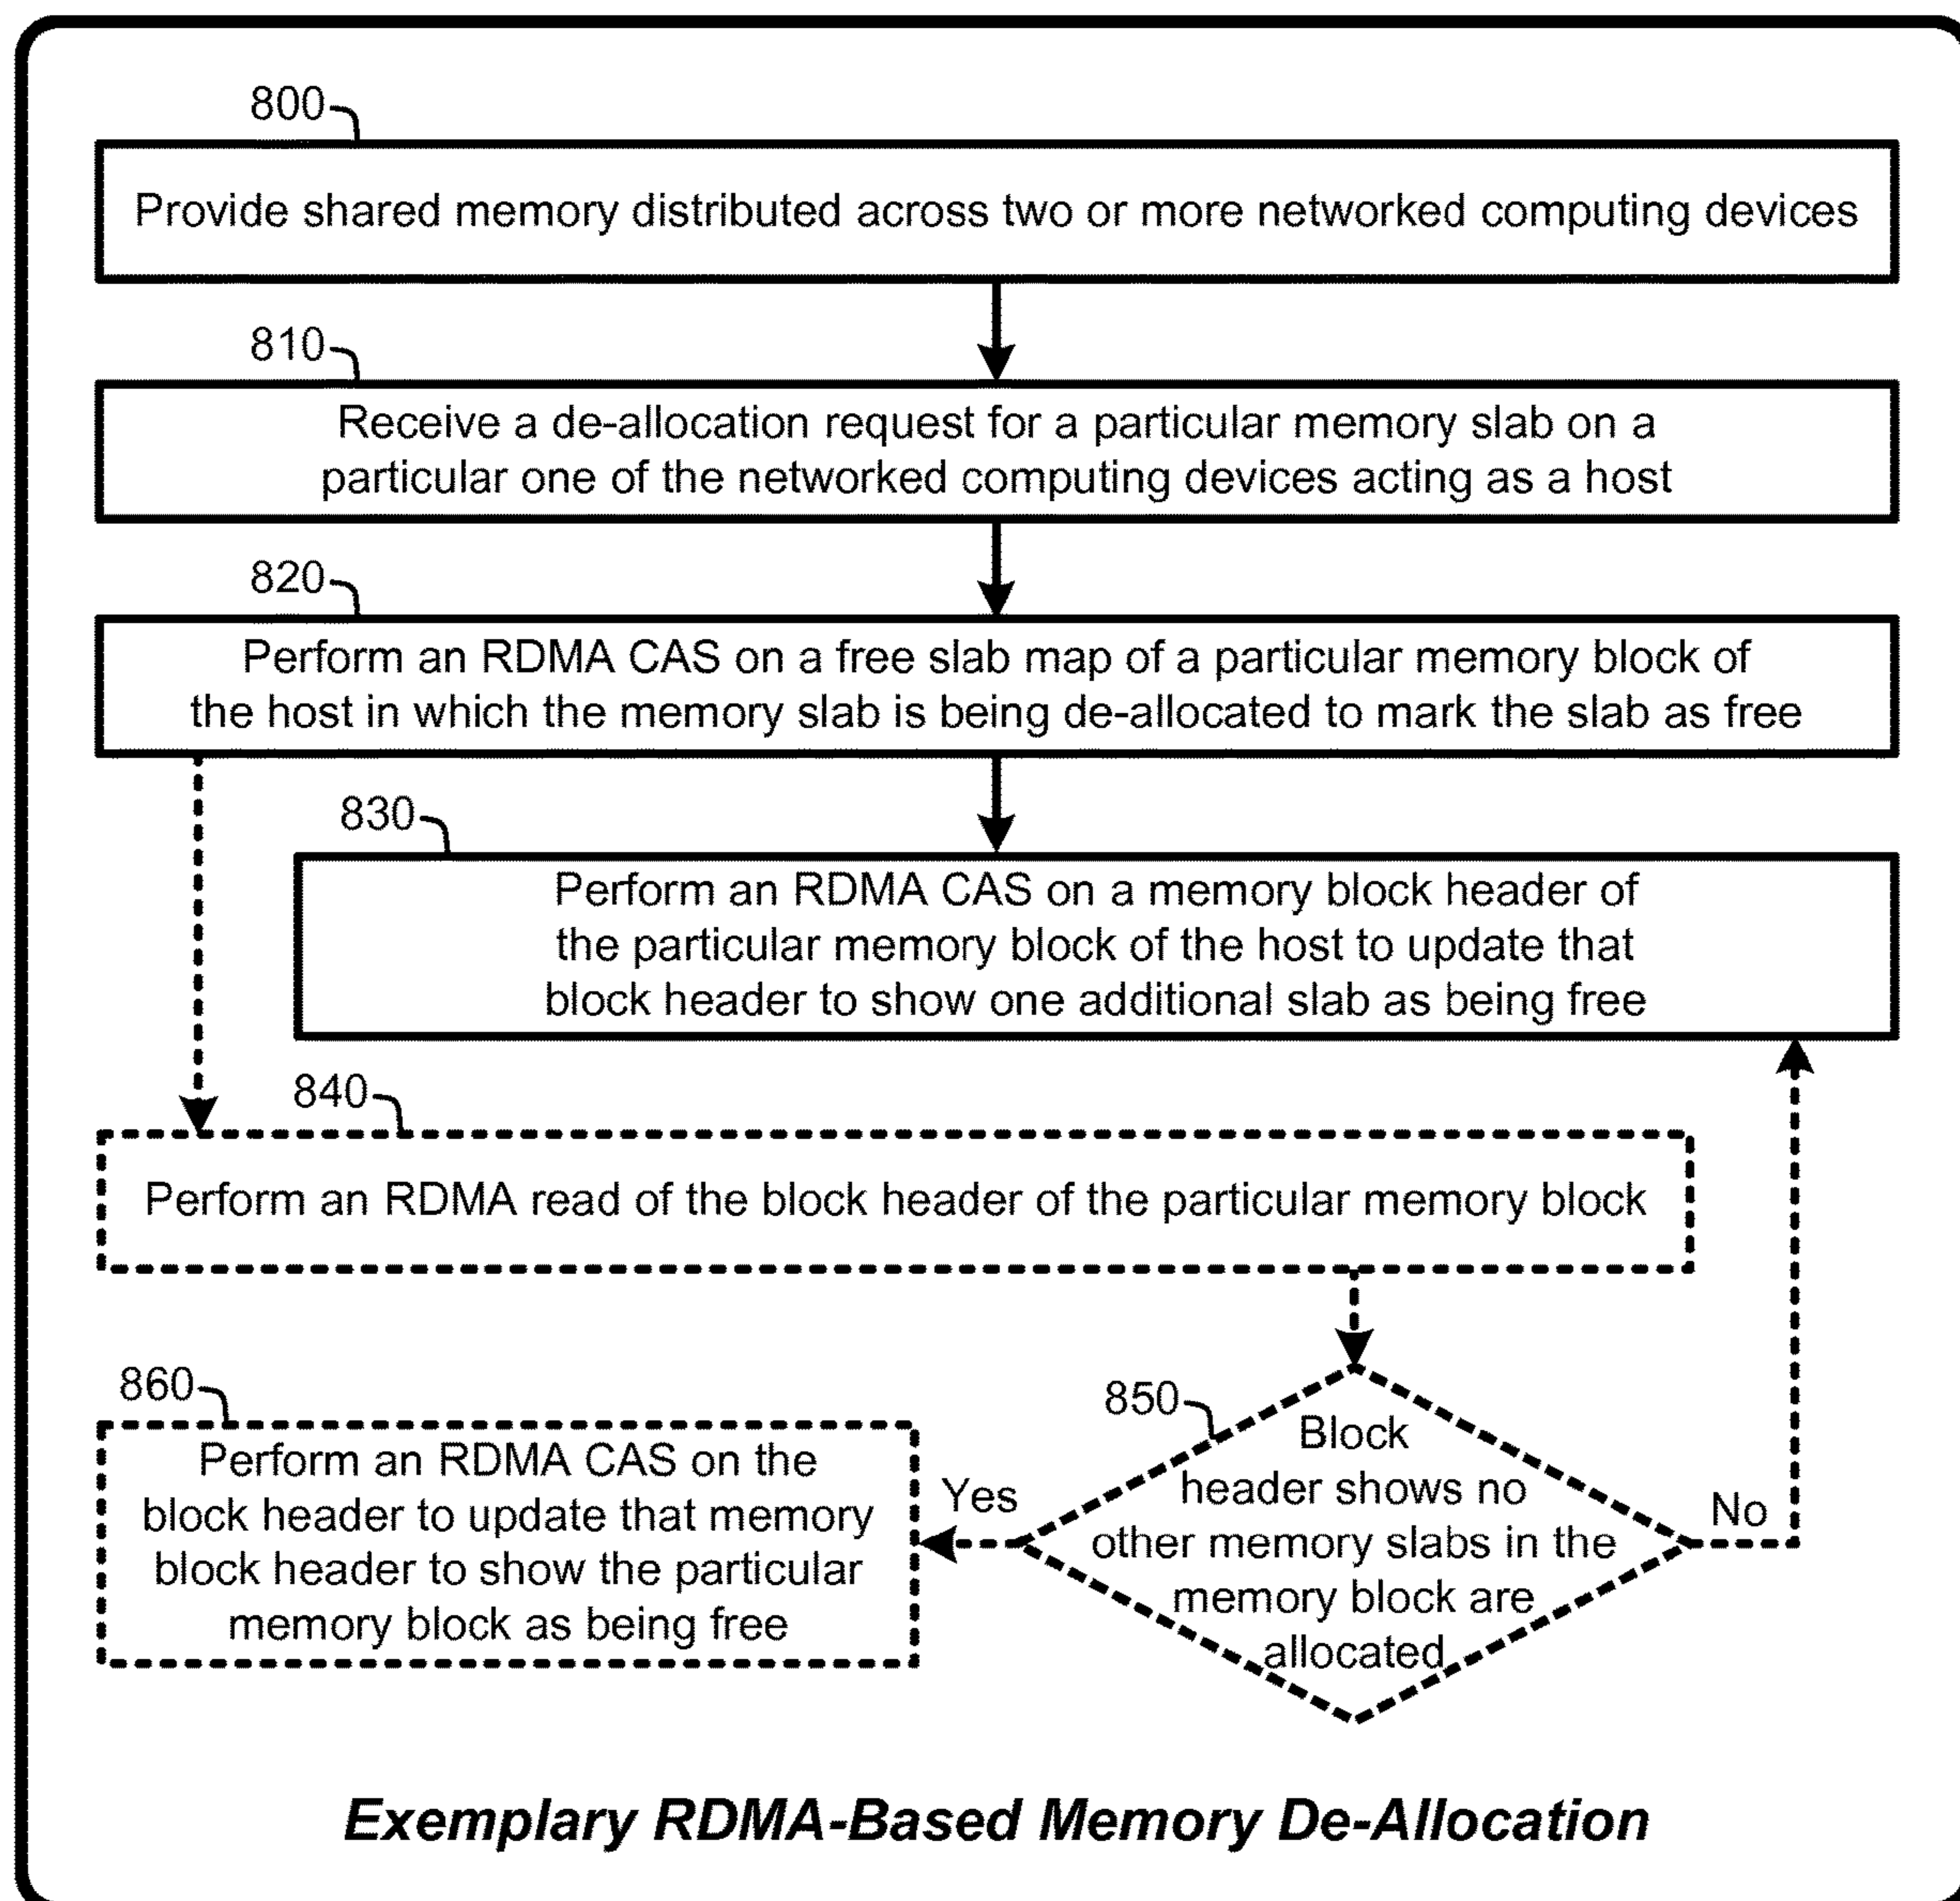 800
Provide shared memory distributed across two or more networked computing devices
810
Receive a de-allocation request for a particular memory slab on a
particular one of the networked computing devices acting as a host
820
Perform an RDMA CAS on a free slab map of a particular memory block of
the host in which the memory slab is being de-allocated to mark the slab as free
830
Perform an RDMA CAS on a memory block header of
the particular memory block of the host to update that
block header to show one additional slab as being free
840
Perform an RDMA read of the block header of the particular memory block
850
Block
header shows no
other memory slabs in the
memory block are
allocated
Yes
No
860
Perform an RDMA CAS on the
block header to update that memory
block header to show the particular
memory block as being free
Exemplary RDMA-Based Memory De-Allocation